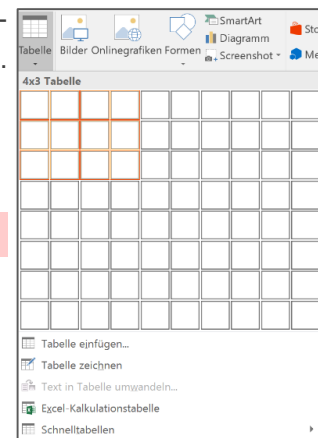 SmartArt
Diagramm
Screenshot
Tabelle
Bilder
Onlinegrafiken
Formen
4x3 Tabelle
Tabelle einfügen...
Tabelle zeichnen
Text in Tabelle umwandeln...
Excel-Kalkulationstabelle
Schnelltabellen